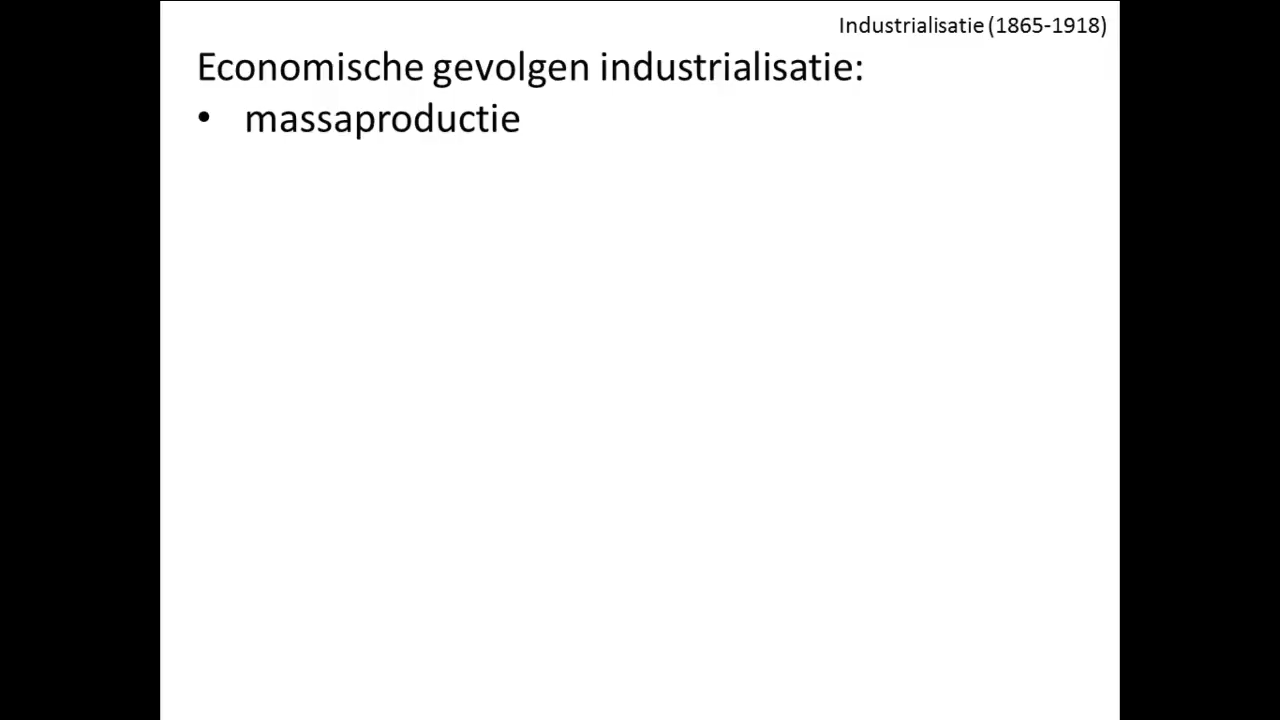 Industrialisatie (1865-1918)
Economische gevolgen industrialisatie:
• massaproductie